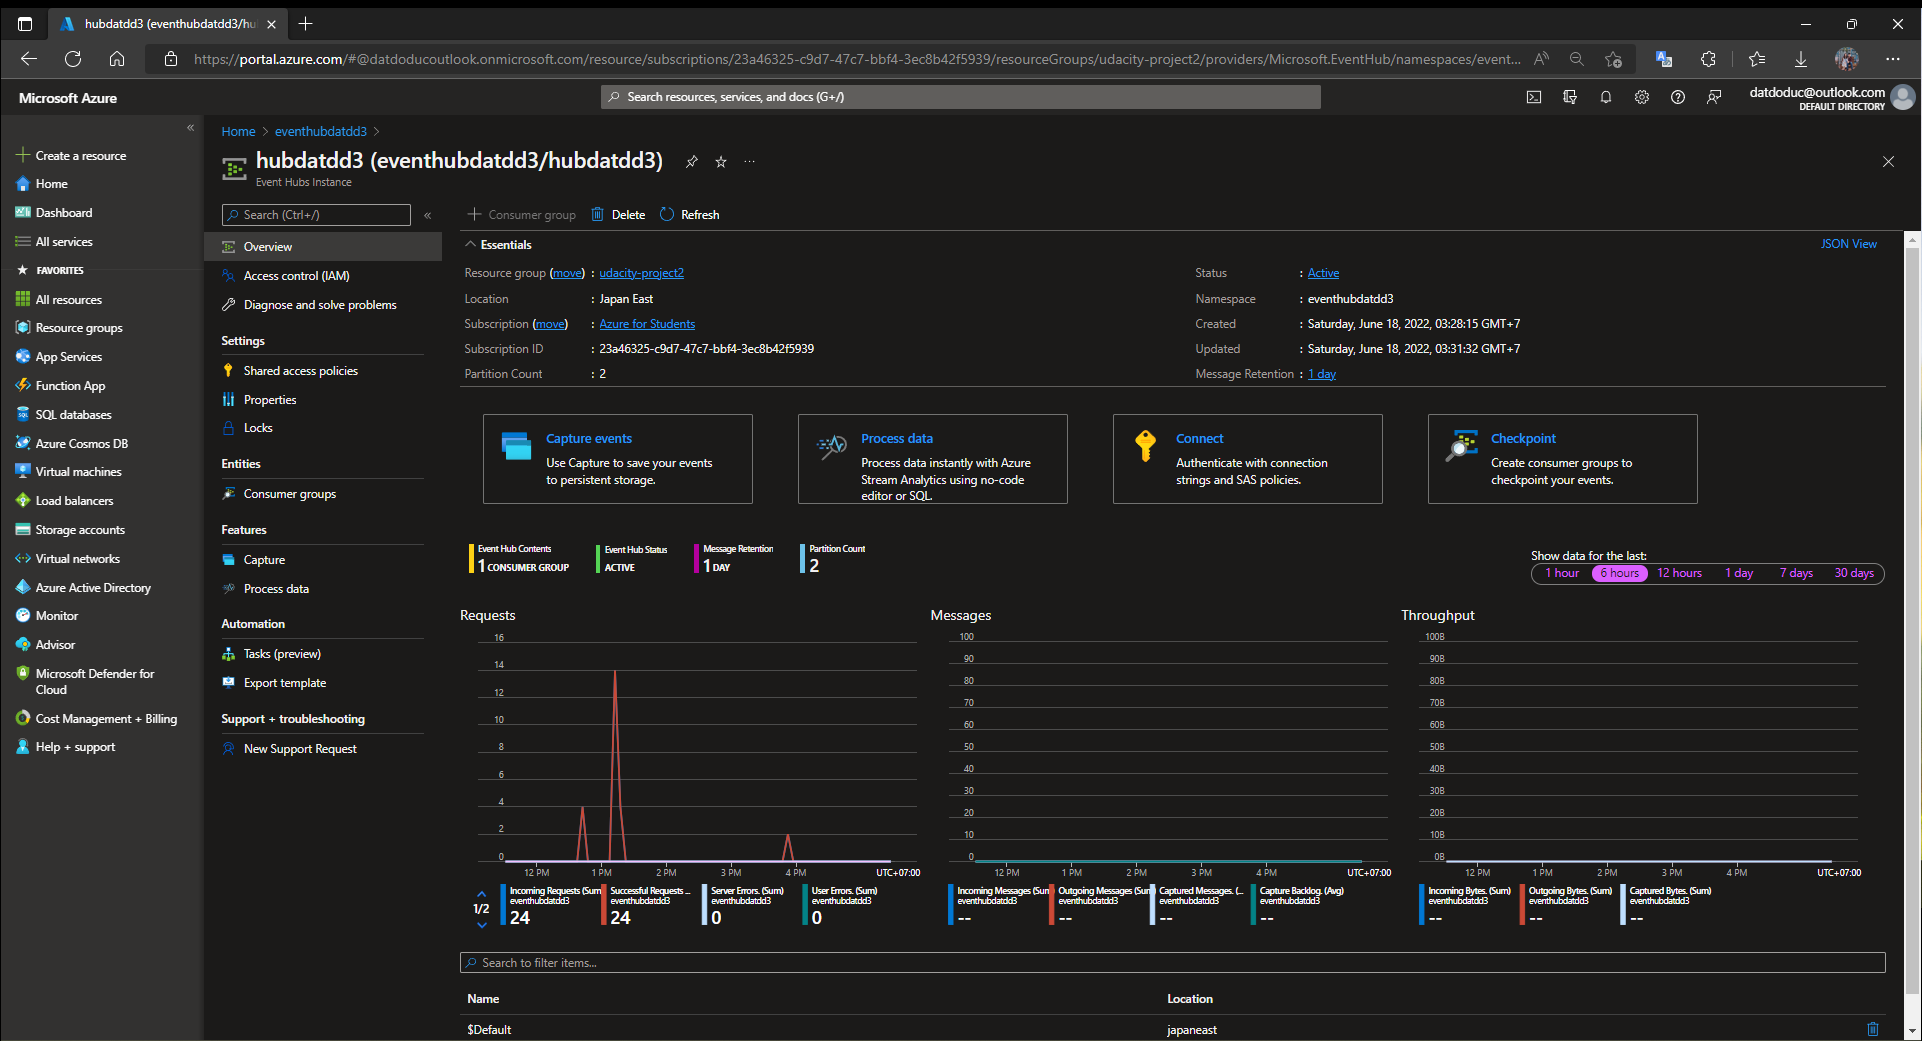 hubdatdd3 (eventhubdatdd3/hu
https://portal.azure.com/#@datdoducoutlook.onmicrosoft.com/resource/subscriptions/23a46325-c9d7-47c7-bbf4-3ec8b42f5939/resourceGroups/udacity-project2/providers/Microsoft.EventHub/namespaces/event...
Microsoft Azure
Search resources, services, and docs (G+/)
datdoduc@outlook.com
DEFAULT DIRECTORY
Create a resource
Home
Dashboard
All services
FAVORITES
All resources
Resource groups
App Services
Function App
SQL databases
Azure Cosmos DB
Virtual machines
Load balancers
Storage accounts
Virtual networks
Azure Active Directory
Monitor
Advisor
Microsoft Defender for
Cloud
Cost Management + Billing
Help + support
Home > eventhubdatdd3 >
hubdatdd3 (eventhubdatdd3/hubdatdd3)
Event Hubs Instance
Search (Ctrl+/)
Overview
Access control (IAM)
Diagnose and solve problems
Settings
Shared access policies
Properties
Locks
Entities
Consumer groups
Features
Capture
Process data
Automation
Tasks (preview)
Export template
Support + troubleshooting
New Support Request
Consumer group Delete Refresh
Essentials
JSON View
Resource group (move) : udacity-project2
Location : Japan East
Subscription (move) : Azure for Students
Subscription ID : 23a46325-c9d7-47c7-bbf4-3ec8b42f5939
Partition Count : 2
Status : Active
Namespace : eventhubdatdd3
Created : Saturday, June 18, 2022, 03:28:15 GMT+7
Updated : Saturday, June 18, 2022, 03:31:32 GMT+7
Message Retention : 1 day
Capture events
Use Capture to save your events
to persistent storage.
Process data
Process data instantly with Azure
Stream Analytics using no-code
editor or SQL.
Connect
Authenticate with connection
strings and SAS policies.
Checkpoint
Create consumer groups to
checkpoint your events.
Event Hub Contents
1 CONSUMER GROUP
Event Hub Status
ACTIVE
Message Retention
1 DAY
Partition Count
2
Show data for the last:
1 hour 6 hours 12 hours 1 day 7 days 30 days
Requests
16
14
12
10
8
6
4
2
0
12 PM 1 PM 2 PM 3 PM 4 PM UTC+07:00
1/2
Incoming Requests (Sum)
eventhubdatdd3
24
Successful Requests ...
eventhubdatdd3
24
Server Errors. (Sum)
eventhubdatdd3
0
User Errors. (Sum)
eventhubdatdd3
0
Messages
100
90
80
70
60
50
40
30
20
10
0
12 PM 1 PM 2 PM 3 PM 4 PM UTC+07:00
Incoming Messages (Sum)
eventhubdatdd3
--
Outgoing Messages (Sum)
eventhubdatdd3
--
Captured Messages. (...
eventhubdatdd3
--
Capture Backlog. (Avg)
eventhubdatdd3
--
Throughput
100B
90B
80B
70B
60B
50B
40B
30B
20B
10B
0B
12 PM 1 PM 2 PM 3 PM 4 PM UTC+07:00
Incoming Bytes. (Sum)
eventhubdatdd3
--
Outgoing Bytes. (Sum)
eventhubdatdd3
--
Captured Bytes. (Sum)
eventhubdatdd3
--
Search to filter items...
Name Location
$Default japaneast